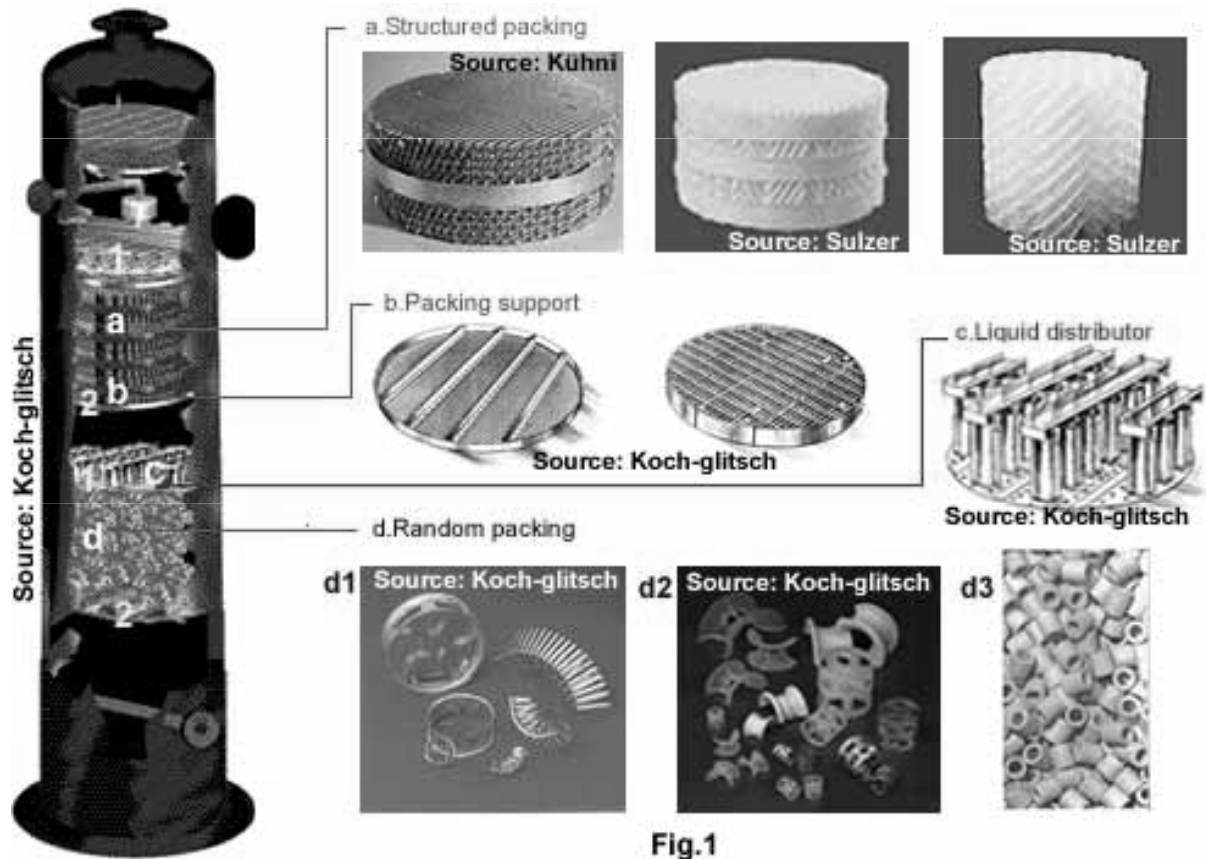 a.Structured packing
Source: Kühni
Source: Sulzer
Source: Sulzer
1
a
b
2
b.Packing support
c.Liquid distributor
Source: Koch-glitsch
Source: Koch-glitsch
1
c
Source: Koch-glitsch
d
d.Random packing
2
d1
Source: Koch-glitsch
d2
Source: Koch-glitsch
d3
Fig.1